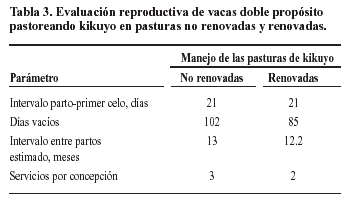 Tabla 3. Evaluación reproductiva de vacas doble propósito
pastoreando kikuyo en pasturas no renovadas y renovadas.
Manejo de las pasturas de kikuyo
Parámetro No renovadas Renovadas
Intervalo parto-primer celo, días 21 21
Días vacíos 102 85
Intervalo entre partos 13 12.2
estimado, meses
Servicios por concepción 3 2